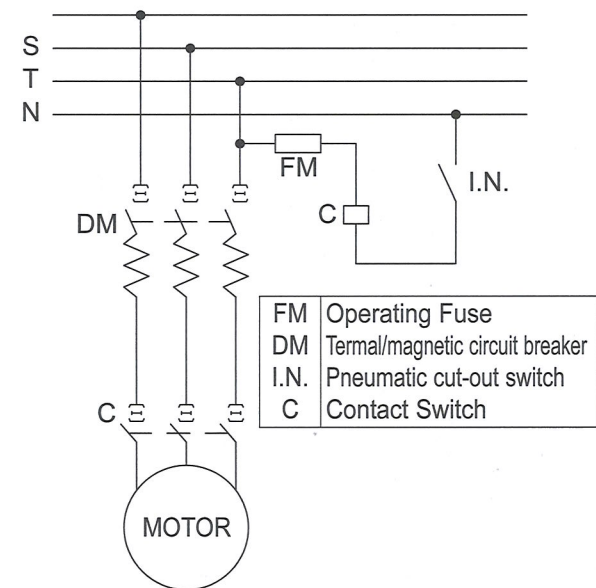 S
T
N
FM
I.N.
C
DM
FM Operating Fuse
DM Termal/magnetic circuit breaker
I.N. Pneumatic cut-out switch
C Contact Switch
C
MOTOR